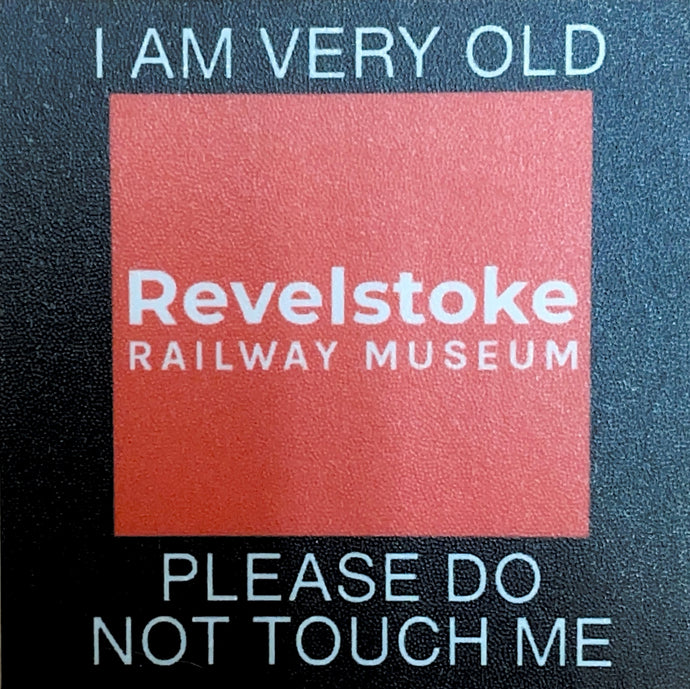 I AM VERY OLD
Revelstoke
RAILWAY MUSEUM
PLEASE DO
NOT TOUCH ME